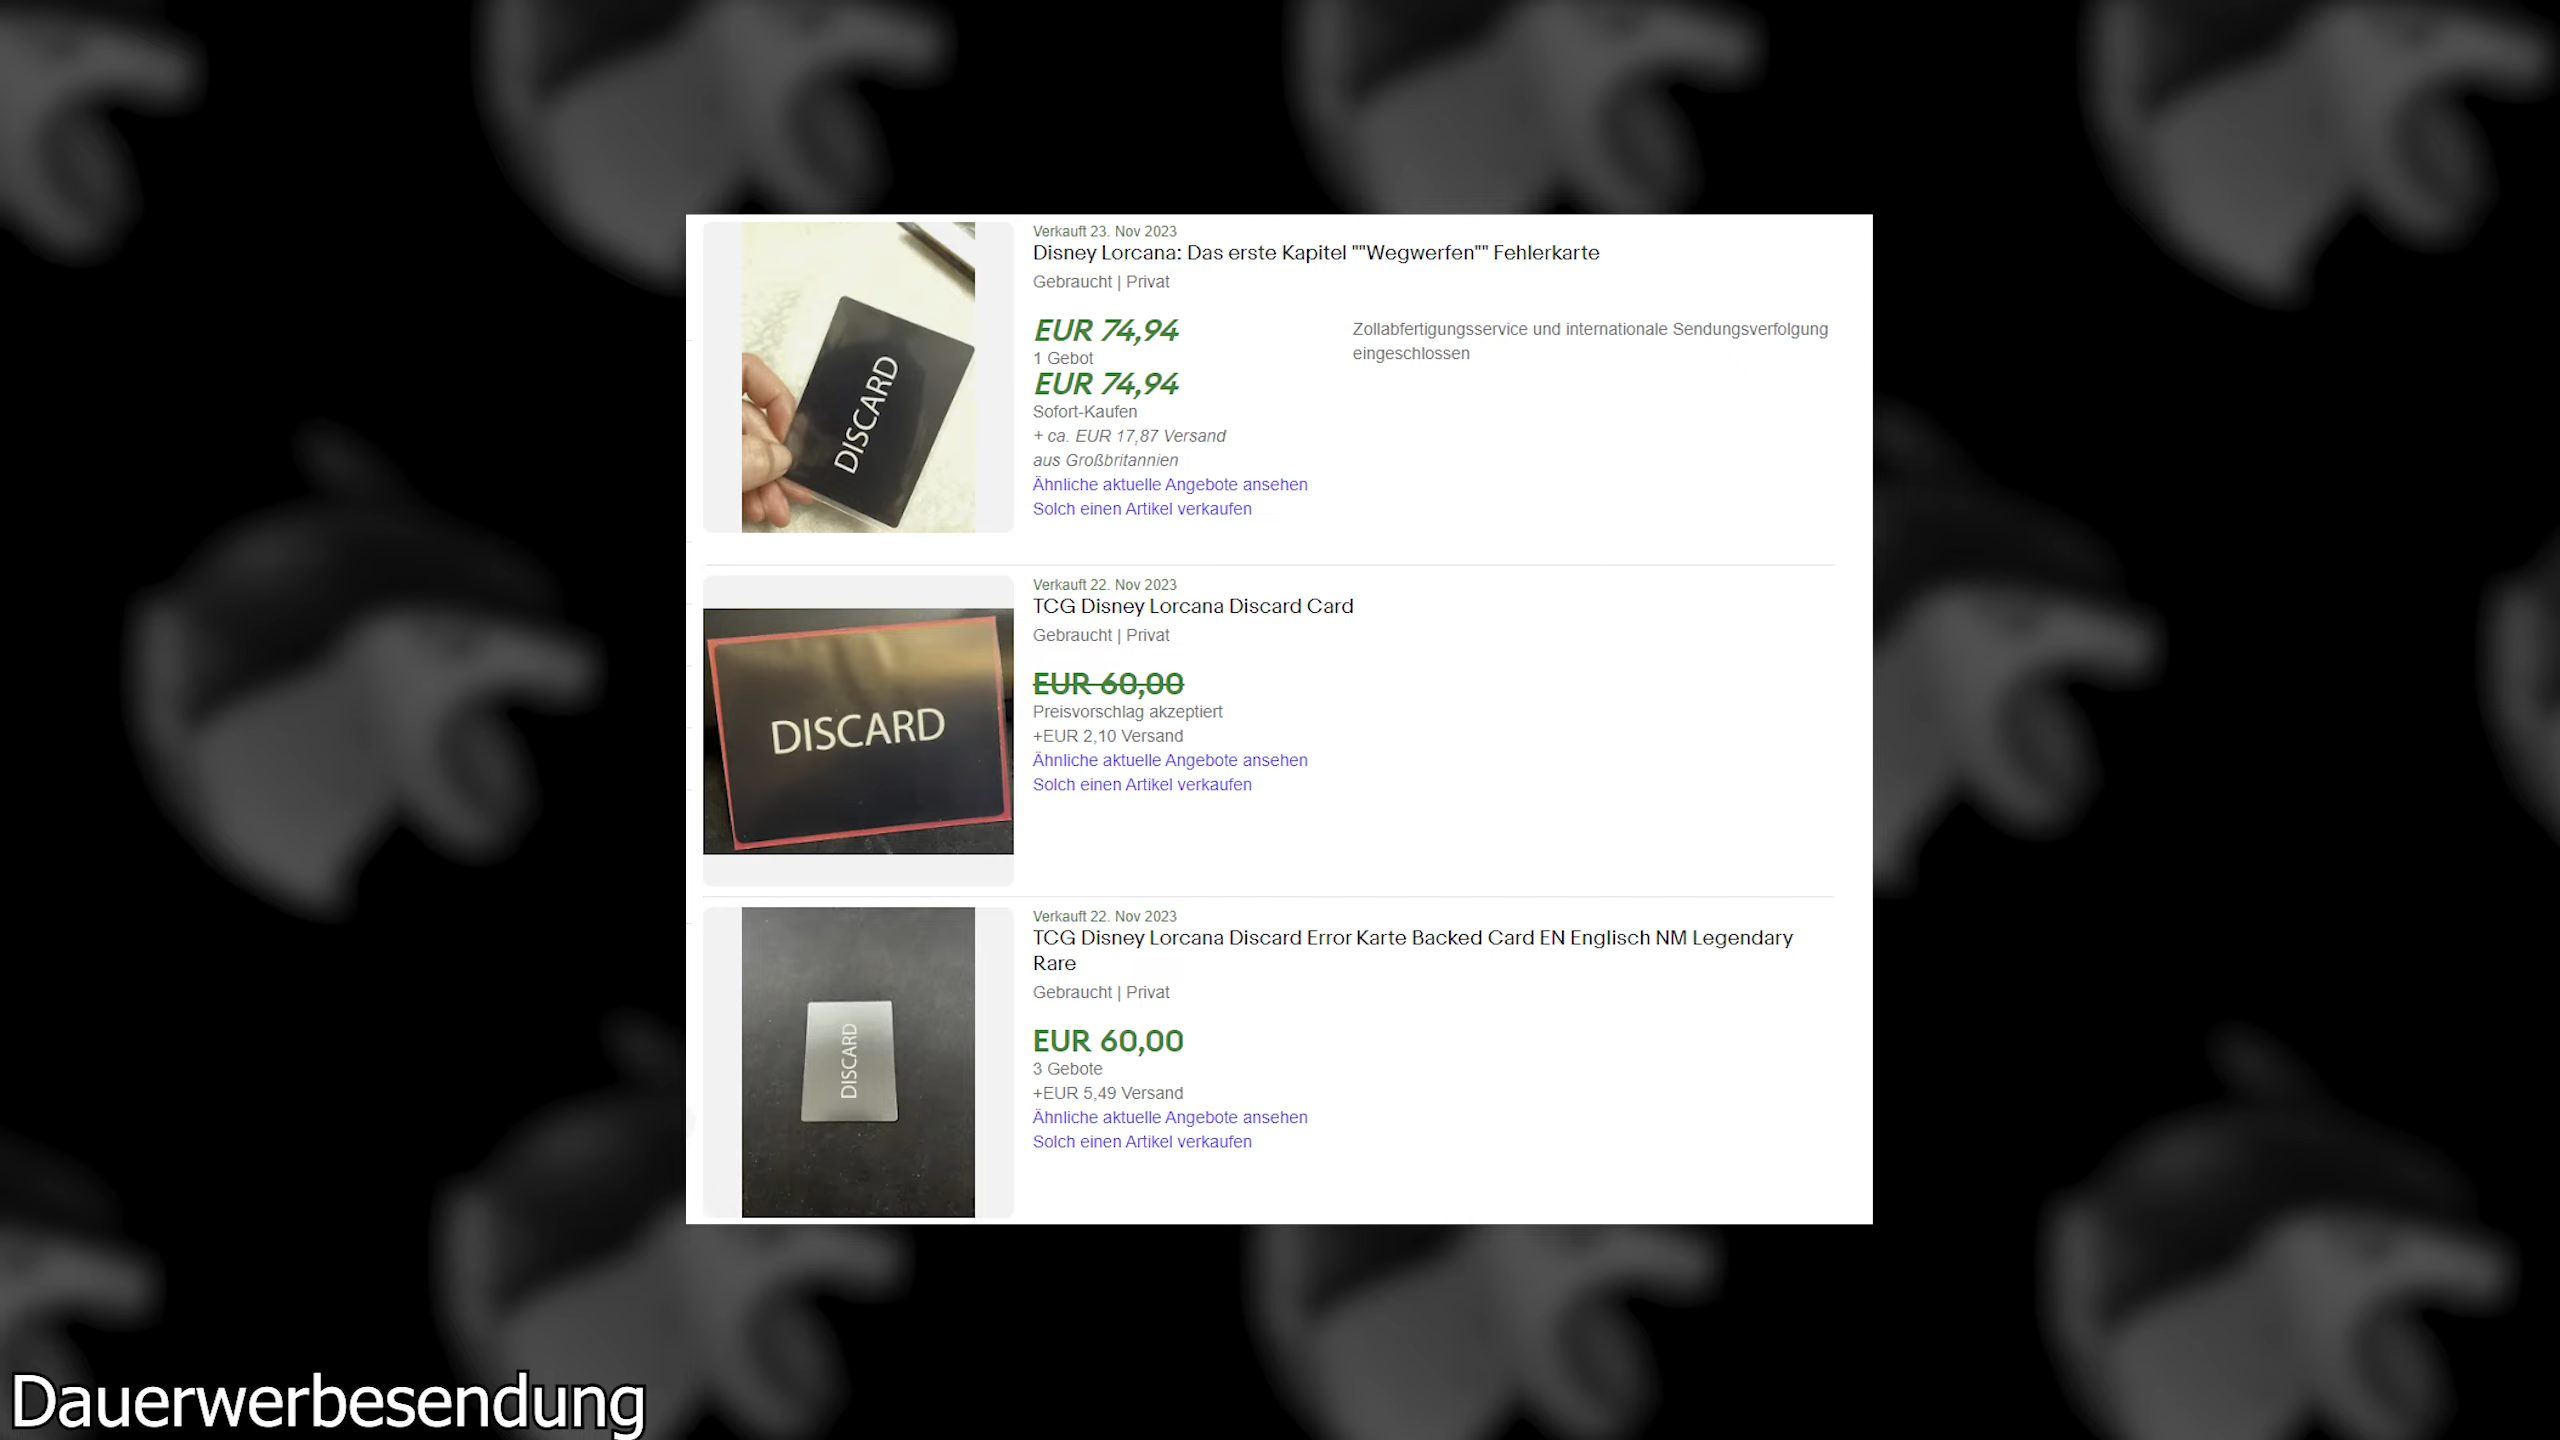 Verkauft 23. Nov 2023
Disney Lorcana: Das erste Kapitel ""Wegwerfen"" Fehlerkarte
Gebraucht | Privat
EUR 74,94
1 Gebot
EUR 74,94
Sofort-Kaufen
+ ca. EUR 17,87 Versand
aus Großbritannien
Ähnliche aktuelle Angebote ansehen
Solch einen Artikel verkaufen
Zollabfertigungsservice und internationale Sendungsverfolgung
eingeschlossen
DISCARD
Verkauft 22. Nov 2023
TCG Disney Lorcana Discard Card
Gebraucht | Privat
EUR 60,00
Preisvorschlag akzeptiert
+EUR 2,10 Versand
Ähnliche aktuelle Angebote ansehen
Solch einen Artikel verkaufen
DISCARD
Verkauft 22. Nov 2023
TCG Disney Lorcana Discard Error Karte Backed Card EN Englisch NM Legendary
Rare
Gebraucht | Privat
EUR 60,00
3 Gebote
+EUR 5,49 Versand
Ähnliche aktuelle Angebote ansehen
Solch einen Artikel verkaufen
DISCARD
Dauerwerbesendung